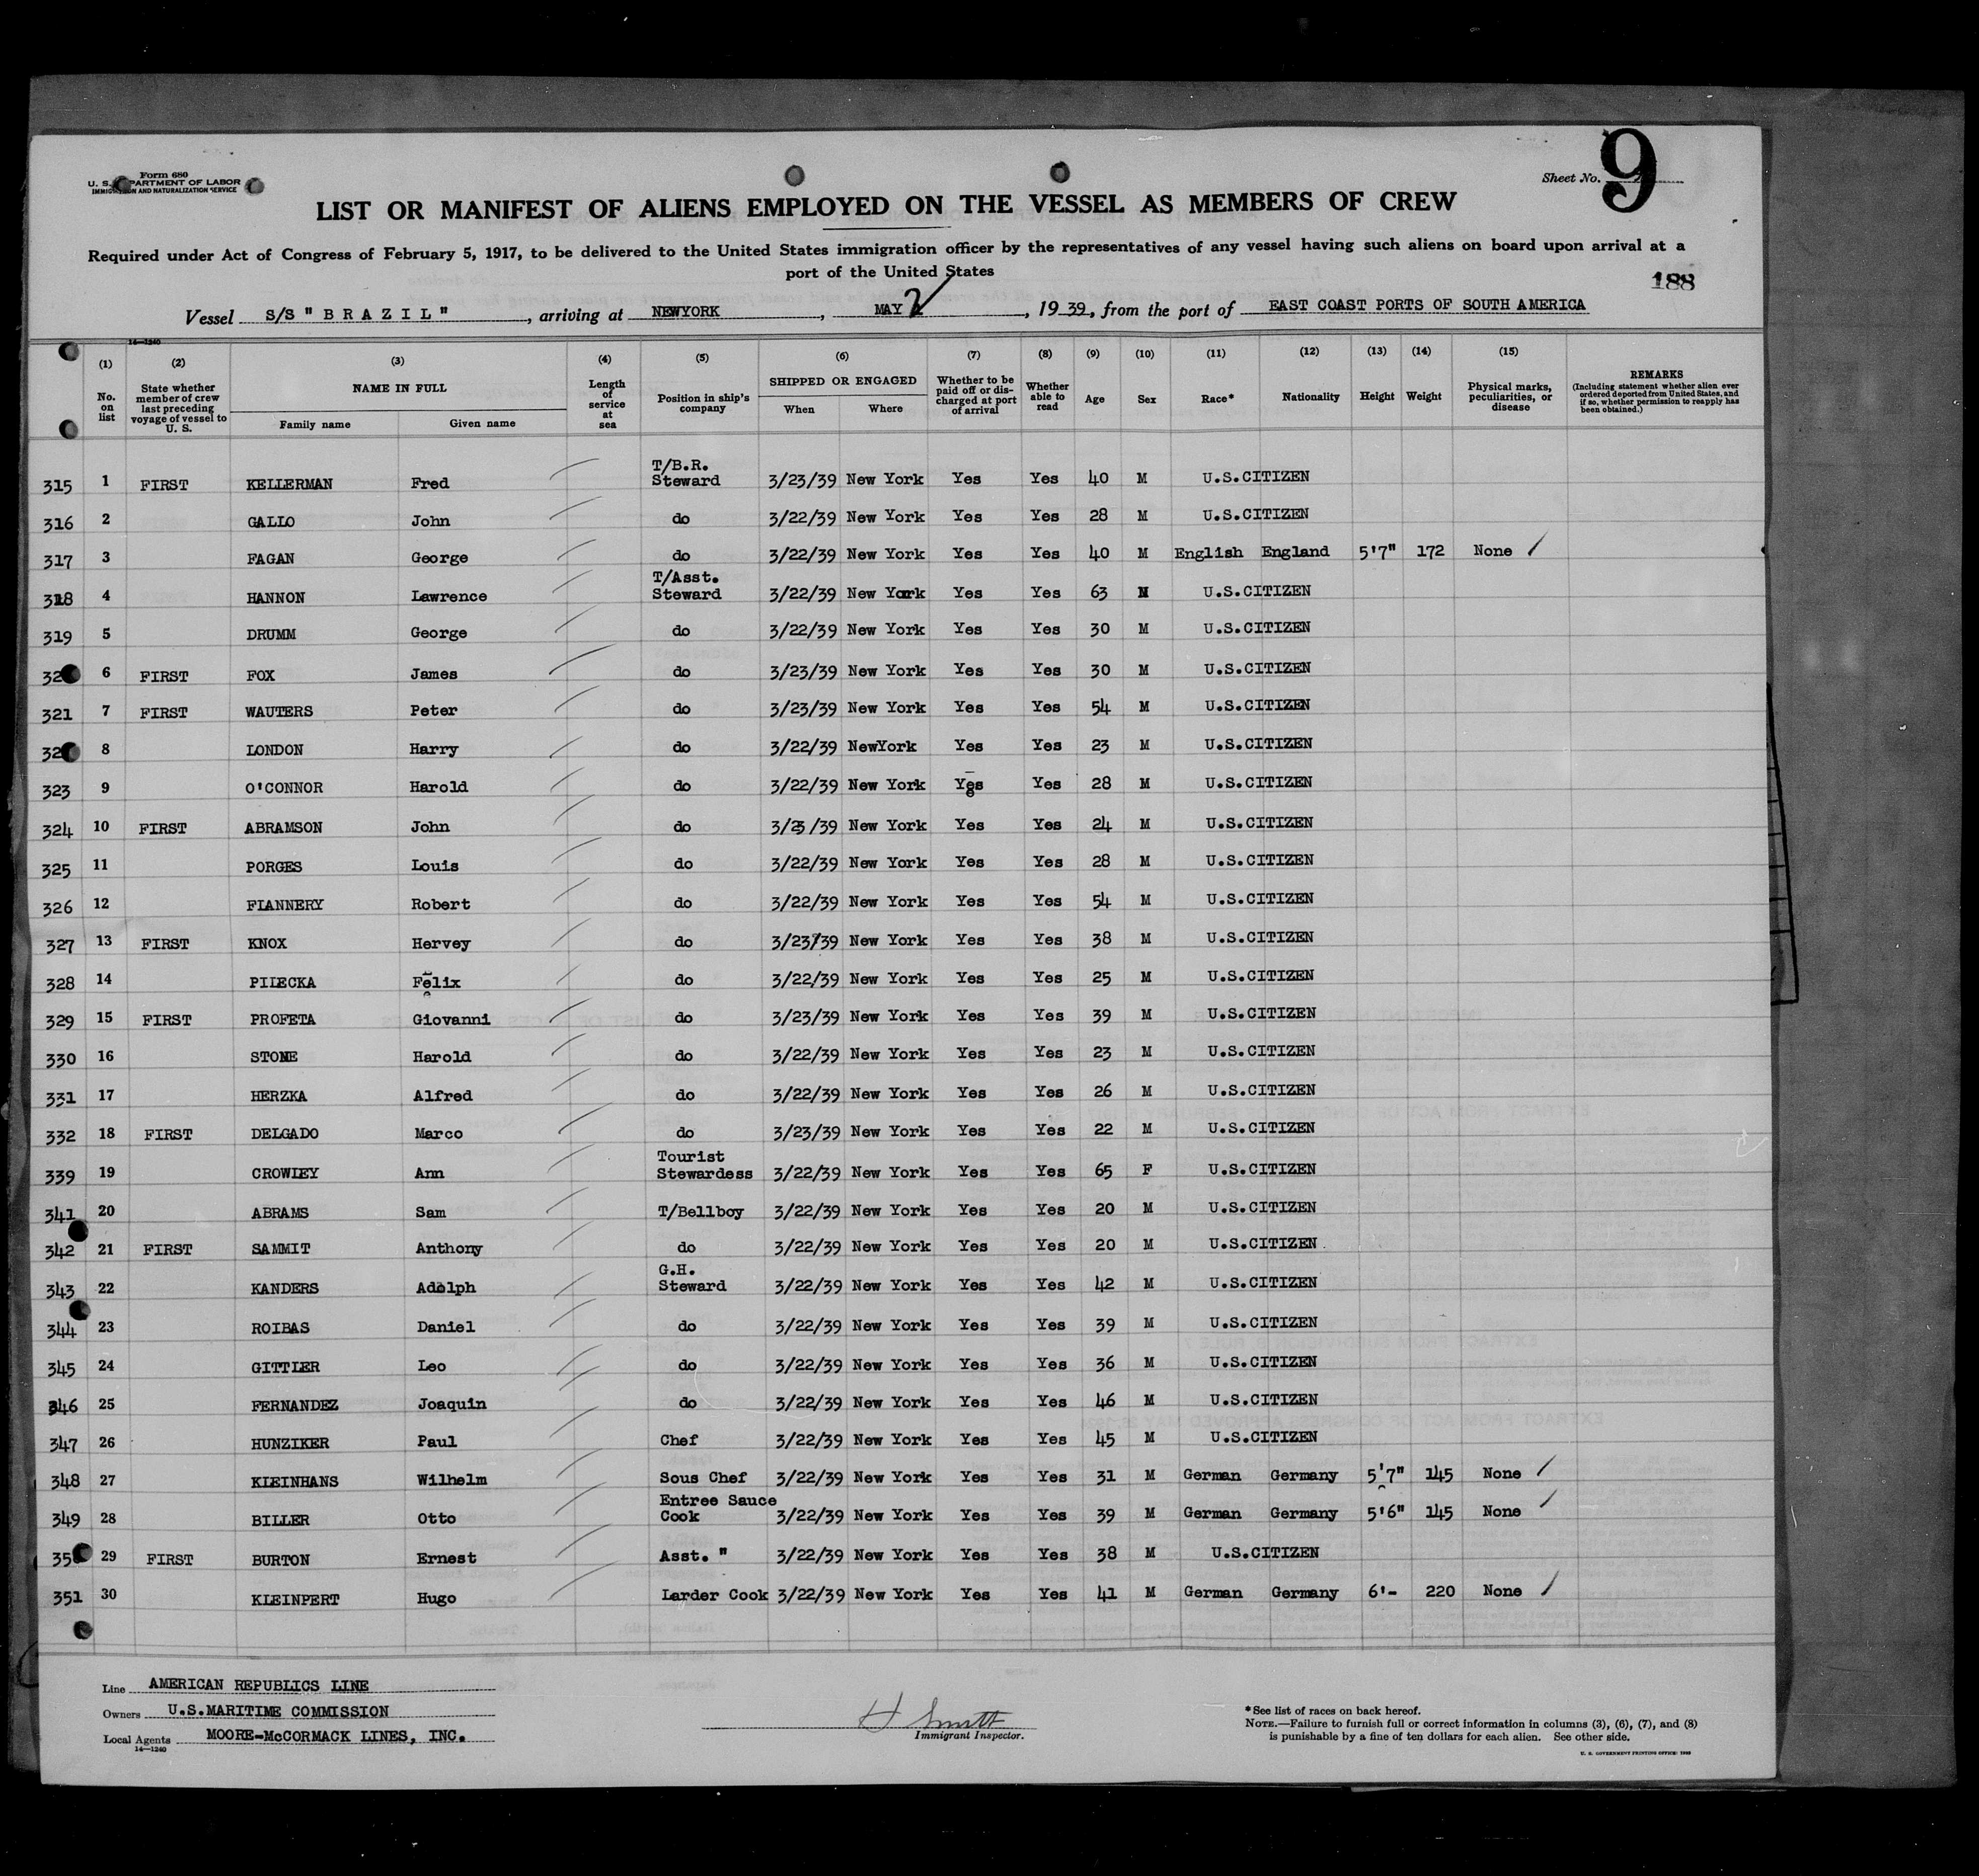 Form 680
U. S. DEPARTMENT OF LABOR
IMMIGRATION AND NATURALIZATION SERVICE
Sheet No. 9
LIST OR MANIFEST OF ALIENS EMPLOYED ON THE VESSEL AS MEMBERS OF CREW
Required under Act of Congress of February 5, 1917, to be delivered to the United States immigration officer by the representatives of any vessel having such aliens on board upon arrival at a
port of the United States
188
Vessel S/S " B R A Z I L " , arriving at NEWYORK , MAY 2 , 19 39, from the port of EAST COAST PORTS OF SOUTH AMERICA
14—1240
(1) (2) (3) (4) (5) (6) (7) (8) (9) (10) (11) (12) (13) (14) (15)
No. on list State whether member of crew last preceding voyage of vessel to U. S. NAME IN FULL Family name Given name Length of service at sea Position in ship's company SHIPPED OR ENGAGED When Where Whether to be paid off or discharged at port of arrival Whether able to read Age Sex Race* Nationality Height Weight Physical marks, peculiarities, or disease REMARKS (Including statement whether alien ever ordered deported from United States, and if so, whether permission to reapply has been obtained.)
315 1 FIRST KELLERMAN Fred T/B.R. Steward 3/23/39 New York Yes Yes 40 M U.S.CITIZEN
316 2 GALLO John do 3/22/39 New York Yes Yes 28 M U.S.CITIZEN
317 3 FAGAN George do 3/22/39 New York Yes Yes 40 M English England 5'7" 172 None
318 4 HANNON Lawrence T/Asst. Steward 3/22/39 New York Yes Yes 63 M U.S.CITIZEN
319 5 DRUMM George do 3/22/39 New York Yes Yes 30 M U.S.CITIZEN
32 6 FIRST FOX James do 3/23/39 New York Yes Yes 30 M U.S.CITIZEN
321 7 FIRST WAUTERS Peter do 3/23/39 New York Yes Yes 54 M U.S.CITIZEN
32 8 LONDON Harry do 3/22/39 NewYork Yes Yes 23 M U.S.CITIZEN
323 9 O'CONNOR Harold do 3/22/39 New York Yes Yes 28 M U.S.CITIZEN
324 10 FIRST ABRAMSON John do 3/23/39 New York Yes Yes 24 M U.S.CITIZEN
325 11 PORGES Louis do 3/22/39 New York Yes Yes 28 M U.S.CITIZEN
326 12 FIANNERY Robert do 3/22/39 New York Yes Yes 54 M U.S.CITIZEN
327 13 FIRST KNOX Hervey do 3/23/39 New York Yes Yes 38 M U.S.CITIZEN
328 14 PILECKA Felix do 3/22/39 New York Yes Yes 25 M U.S.CITIZEN
329 15 FIRST PROFETA Giovanni do 3/23/39 New York Yes Yes 39 M U.S.CITIZEN
330 16 STONE Harold do 3/22/39 New York Yes Yes 23 M U.S.CITIZEN
331 17 HERZKA Alfred do 3/22/39 New York Yes Yes 26 M U.S.CITIZEN
332 18 FIRST DELGADO Marco do 3/23/39 New York Yes Yes 22 M U.S.CITIZEN
339 19 CROWLEY Ann Tourist Stewardess 3/22/39 New York Yes Yes 65 F U.S.CITIZEN
341 20 ABRAMS Sam T/Bellboy 3/22/39 New York Yes Yes 20 M U.S.CITIZEN
342 21 FIRST SAMMIT Anthony do 3/22/39 New York Yes Yes 20 M U.S.CITIZEN
343 22 KANDERS Adolph G.H. Steward 3/22/39 New York Yes Yes 42 M U.S.CITIZEN
344 23 ROIBAS Daniel do 3/22/39 New York Yes Yes 39 M U.S.CITIZEN
345 24 GITTLER Leo do 3/22/39 New York Yes Yes 36 M U.S.CITIZEN
346 25 FERNANDEZ Joaquin do 3/22/39 New York Yes Yes 46 M U.S.CITIZEN
347 26 HUNZIKER Paul Chef 3/22/39 New York Yes Yes 45 M U.S.CITIZEN
348 27 KLEINHANS Wilhelm Sous Chef 3/22/39 New York Yes Yes 31 M German Germany 5'7" 145 None
349 28 BILLER Otto Entree Sauce Cook 3/22/39 New York Yes Yes 39 M German Germany 5'6" 145 None
35 29 FIRST BURTON Ernest Asst. " 3/22/39 New York Yes Yes 38 M U.S.CITIZEN
351 30 KLEINPERT Hugo Larder Cook 3/22/39 New York Yes Yes 41 M German Germany 6'- 220 None
Line AMERICAN REPUBLICS LINE
Owners U.S.MARITIME COMMISSION
Local Agents MOORE-McCORMACK LINES, INC.
14—1240
H Smith
Immigrant Inspector.
*See list of races on back hereof.
NOTE.—Failure to furnish full or correct information in columns (3), (6), (7), and (8)
is punishable by a fine of ten dollars for each alien. See other side.